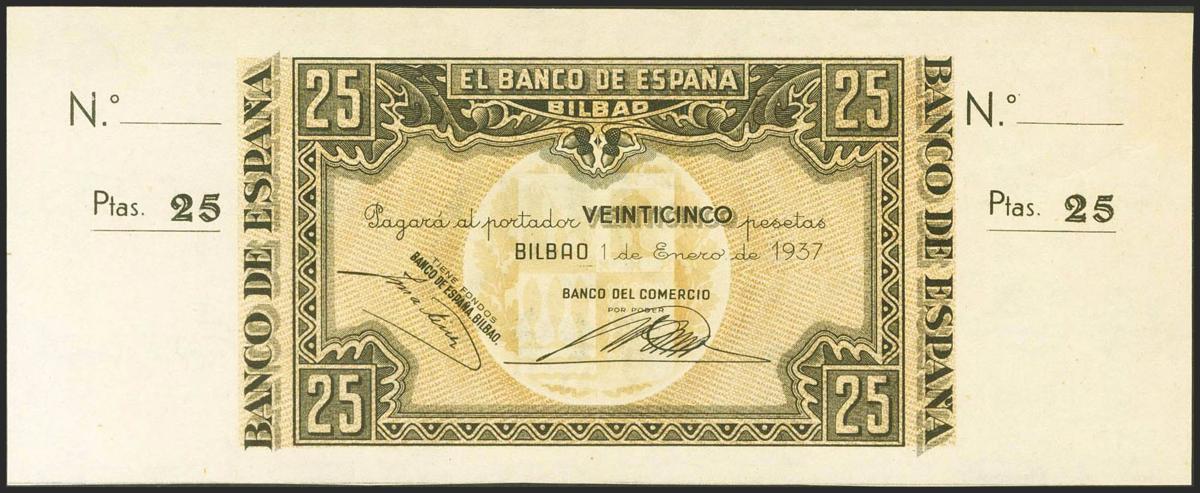 N.º
Ptas. 25
BANCO DE ESPAÑA
25
EL BANCO DE ESPAÑA
25
BILBAO
Pagará al portador VEINTICINCO pesetas
BILBAO 1 de Enero de 1937
TIENE FONDOS
BANCO DE ESPAÑA. BILBAO.
BANCO DEL COMERCIO
POR PODER
25
25
BANCO DE ESPAÑA
N.º
Ptas. 25